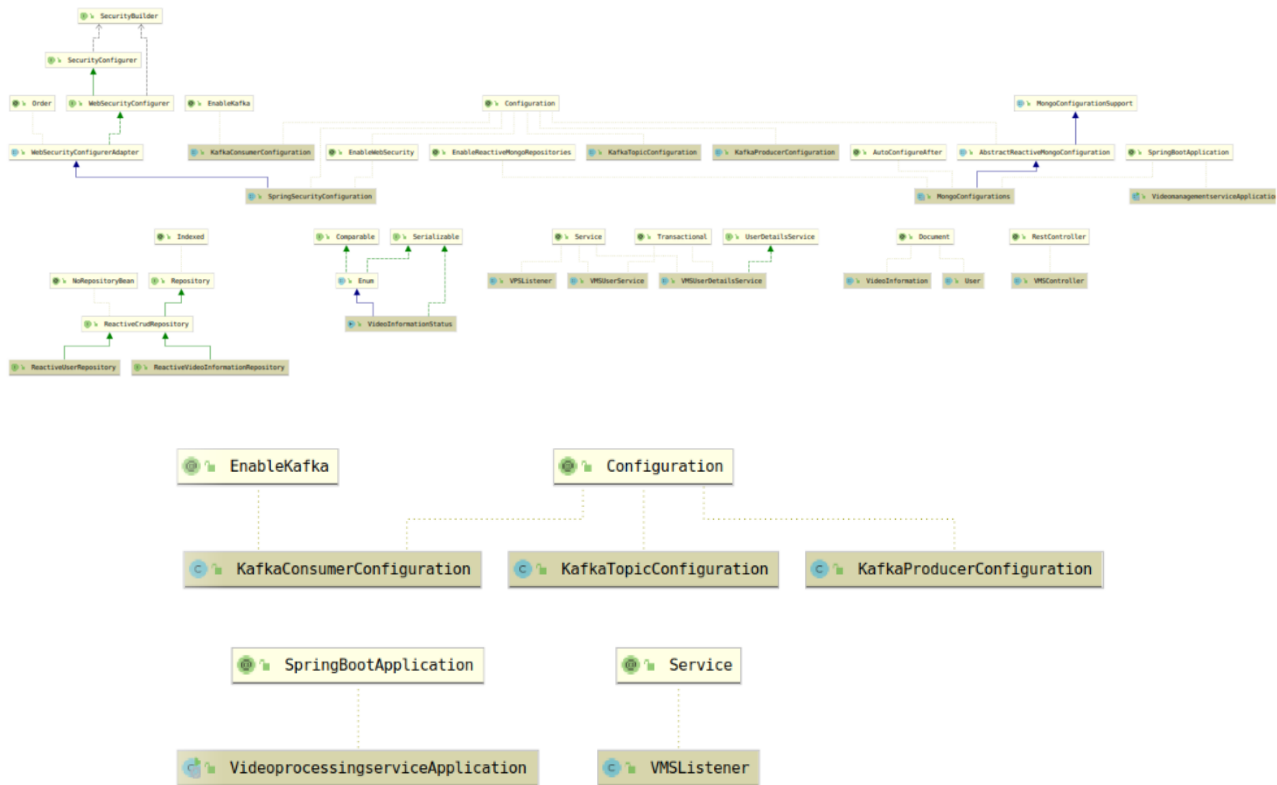 SecurityBuilder
SecurityConfigurer
Order
WebSecurityConfigurer
EnableKafka
Configuration
MongoConfigurationSupport
WebSecurityConfigurerAdapter
KafkaConsumerConfiguration
EnableWebSecurity
EnableReactiveMongoRepositories
KafkaTopicConfiguration
KafkaProducerConfiguration
AutoConfigureAfter
AbstractReactiveMongoConfiguration
SpringBootApplication
SpringSecurityConfiguration
MongoConfigurations
VideomanagementserviceApplicatio
Indexed
Comparable
Serializable
Service
Transactional
UserDetailsService
Document
RestController
NoRepositoryBean
Repository
Enum
VPSListener
VMSUserService
VMSUserDetailsService
VideoInformation
User
VMSController
ReactiveCrudRepository
VideoInformationStatus
ReactiveUserRepository
ReactiveVideoInformationRepository
EnableKafka
Configuration
KafkaConsumerConfiguration
KafkaTopicConfiguration
KafkaProducerConfiguration
SpringBootApplication
Service
VideoprocessingserviceApplication
VMSListener